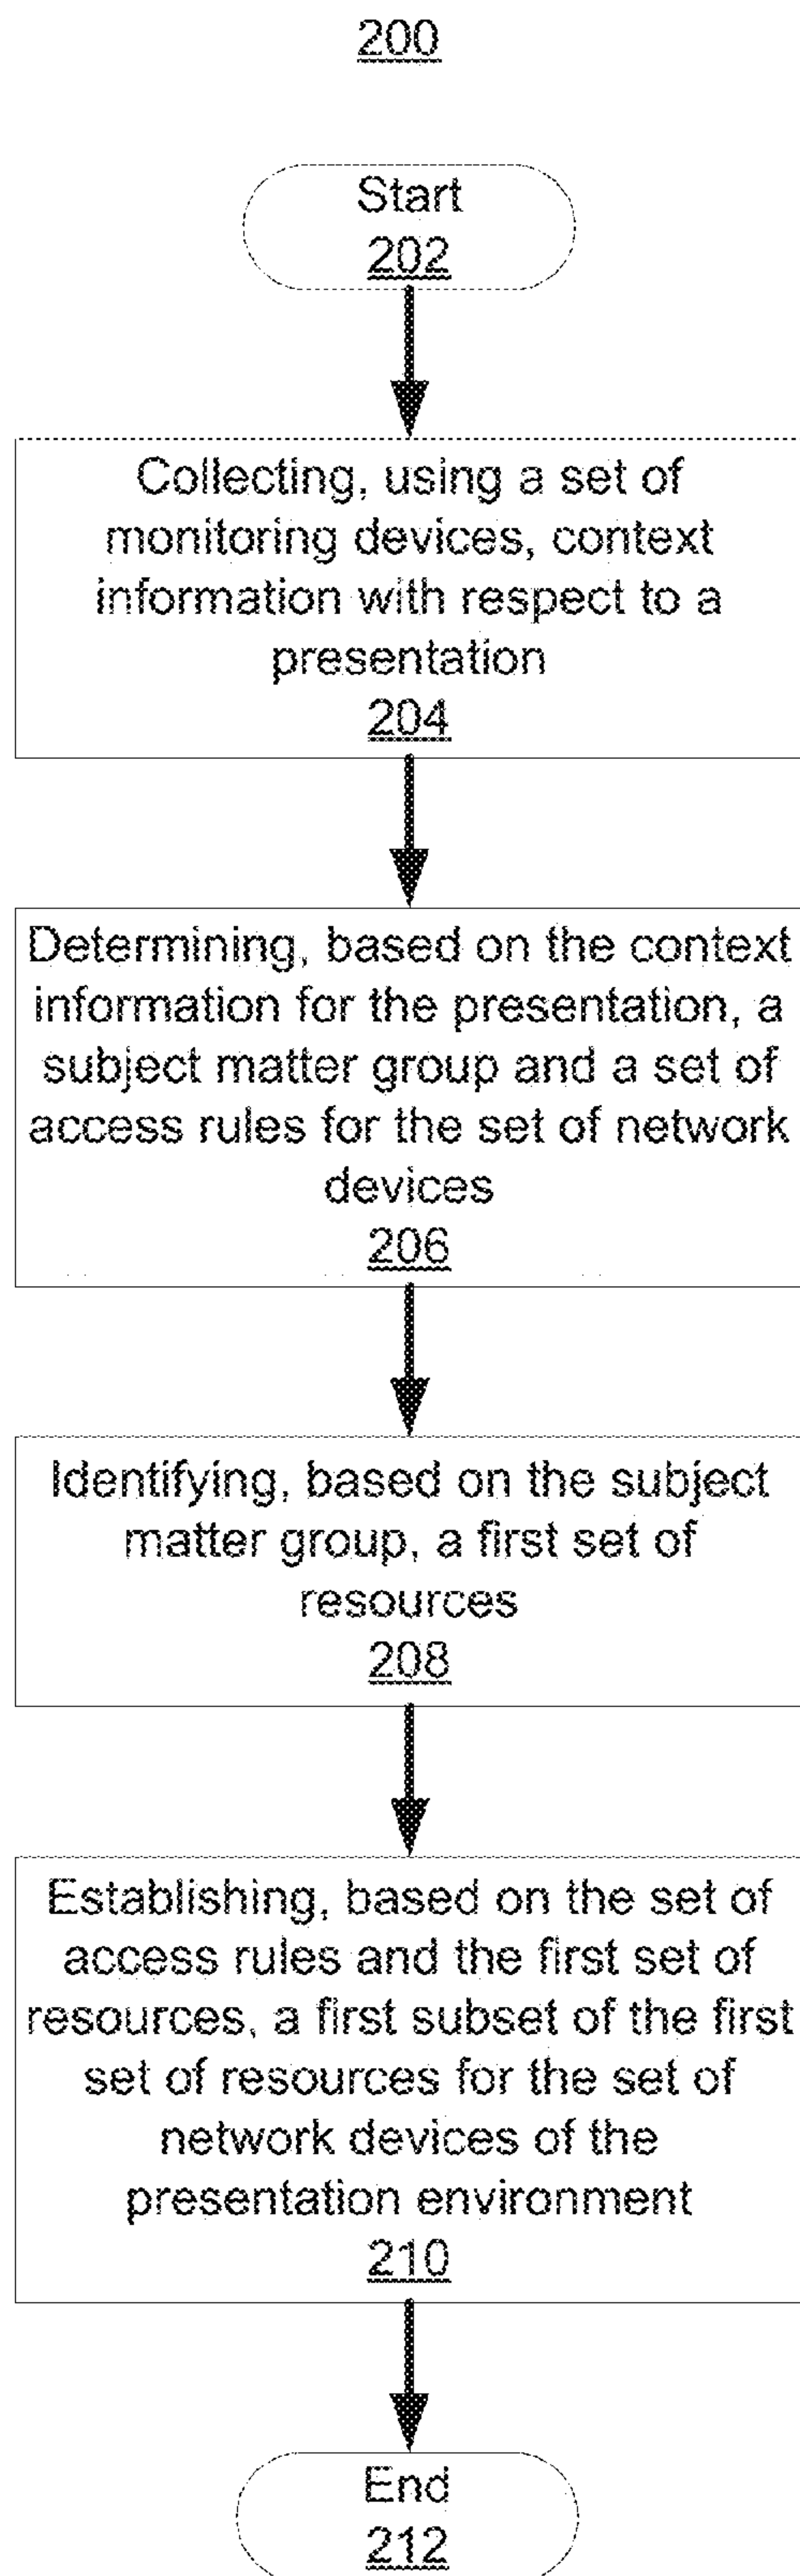 200
Start
202
Collecting, using a set of
monitoring devices, context
information with respect to a
presentation
204
Determining, based on the context
information for the presentation, a
subject matter group and a set of
access rules for the set of network
devices
206
Identifying, based on the subject
matter group, a first set of
resources
208
Establishing, based on the set of
access rules and the first set of
resources, a first subset of the first
set of resources for the set of
network devices of the
presentation environment
210
End
212